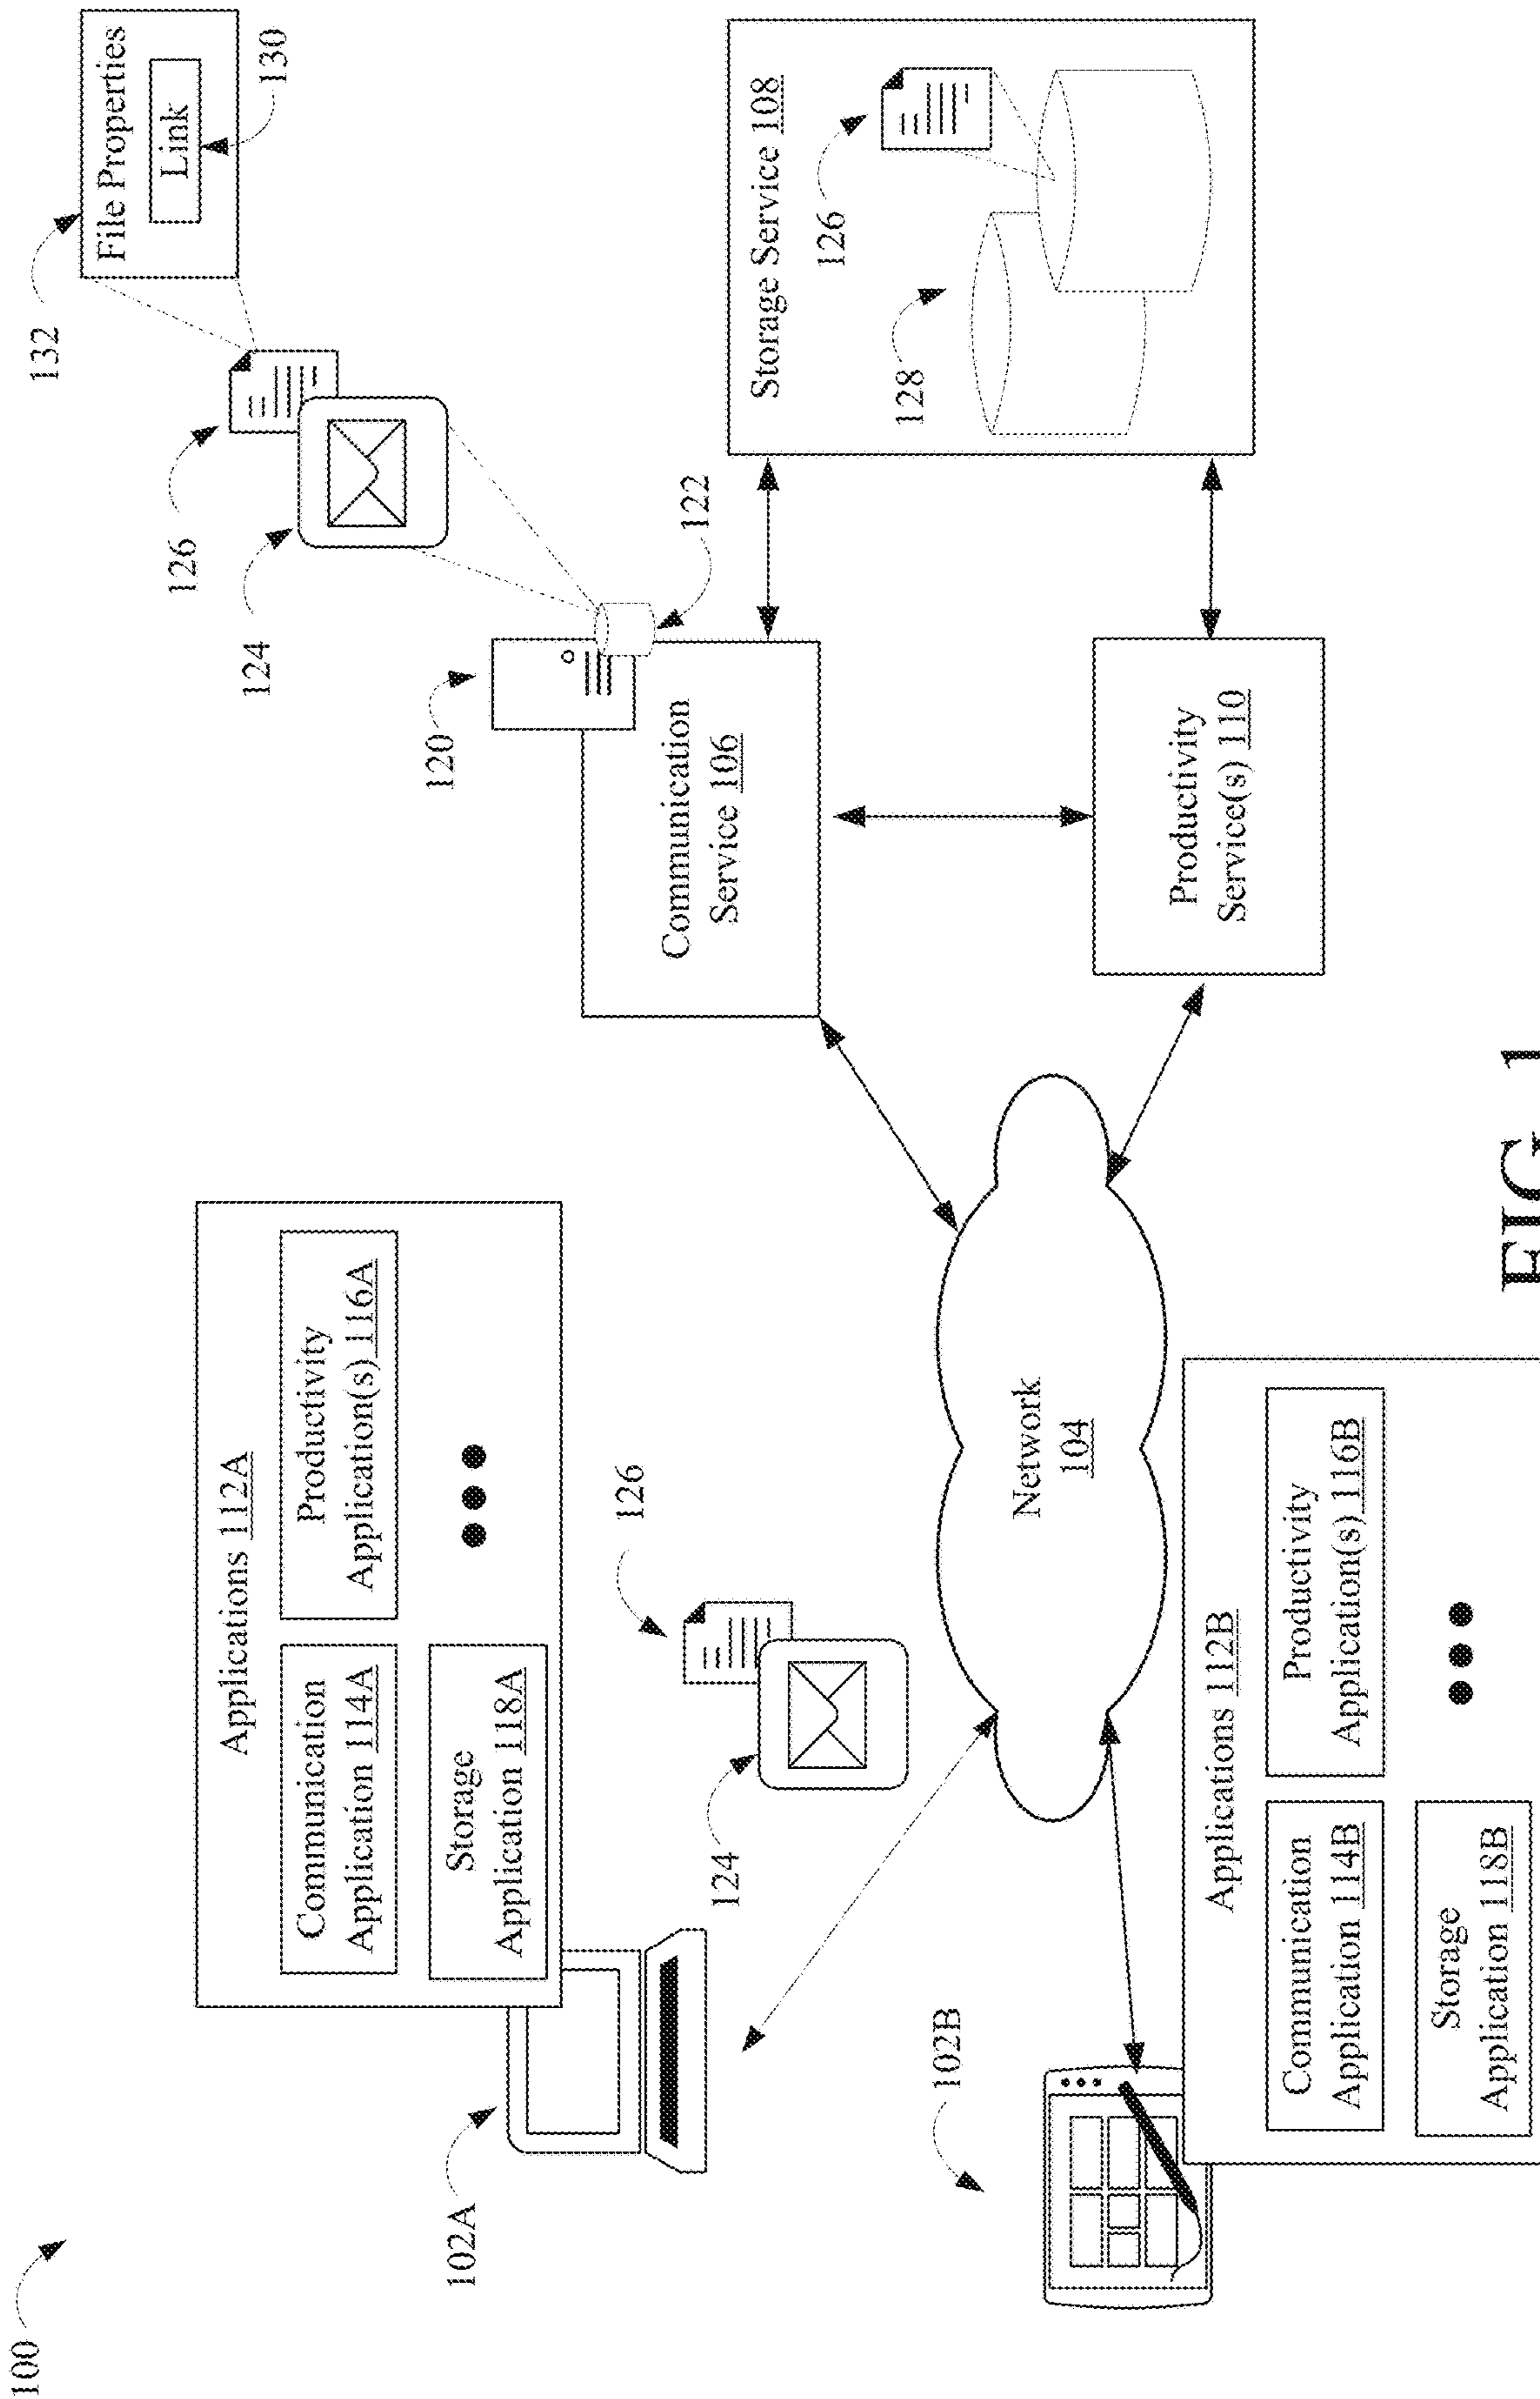 100
102A
Applications 112A
Communication
Application 114A
Productivity
Application(s) 116A
Storage
Application 118A
124
126
102B
Applications 112B
Communication
Application 114B
Productivity
Application(s) 116B
Storage
Application 118B
Network
104
Communication
Service 106
Productivity
Service(s) 110
120
122
124
126
132
File Properties
Link
130
Storage Service 108
126
128
FIG. 1